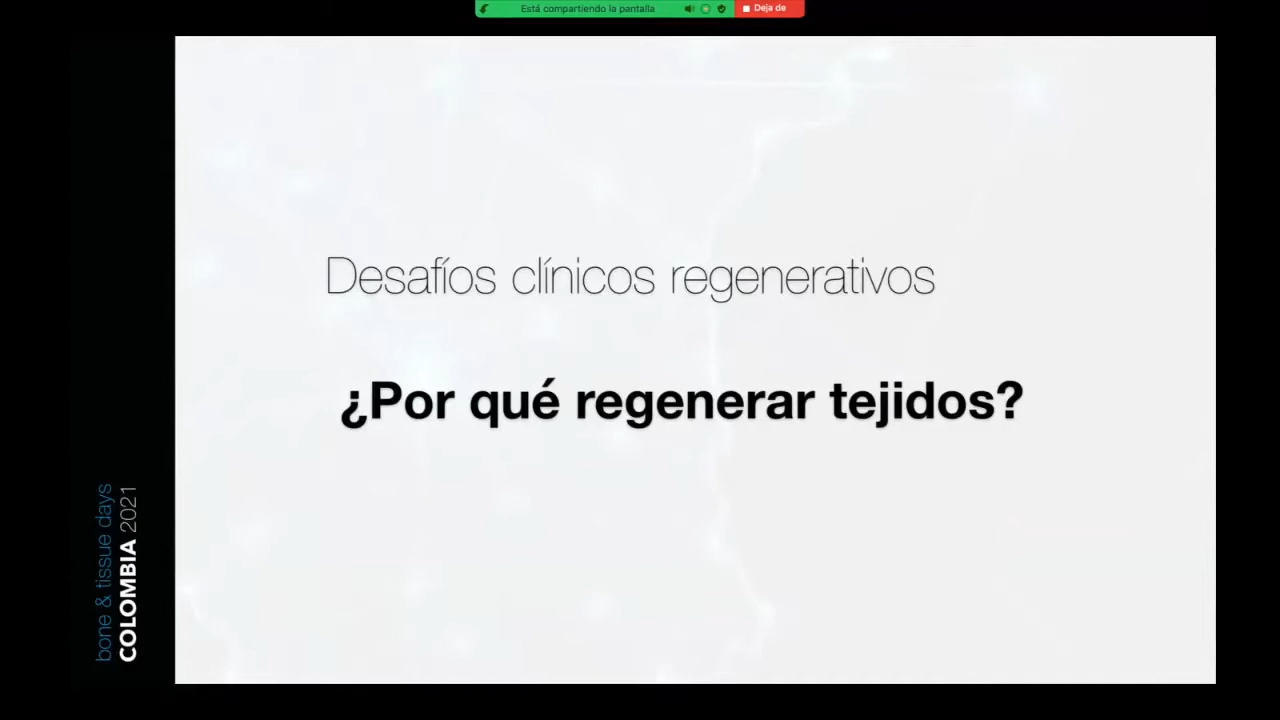 Está compartiendo la pantalla
Deja de
Desafíos clínicos regenerativos
¿Por qué regenerar tejidos?
bone & tissue days
COLOMBIA 2021